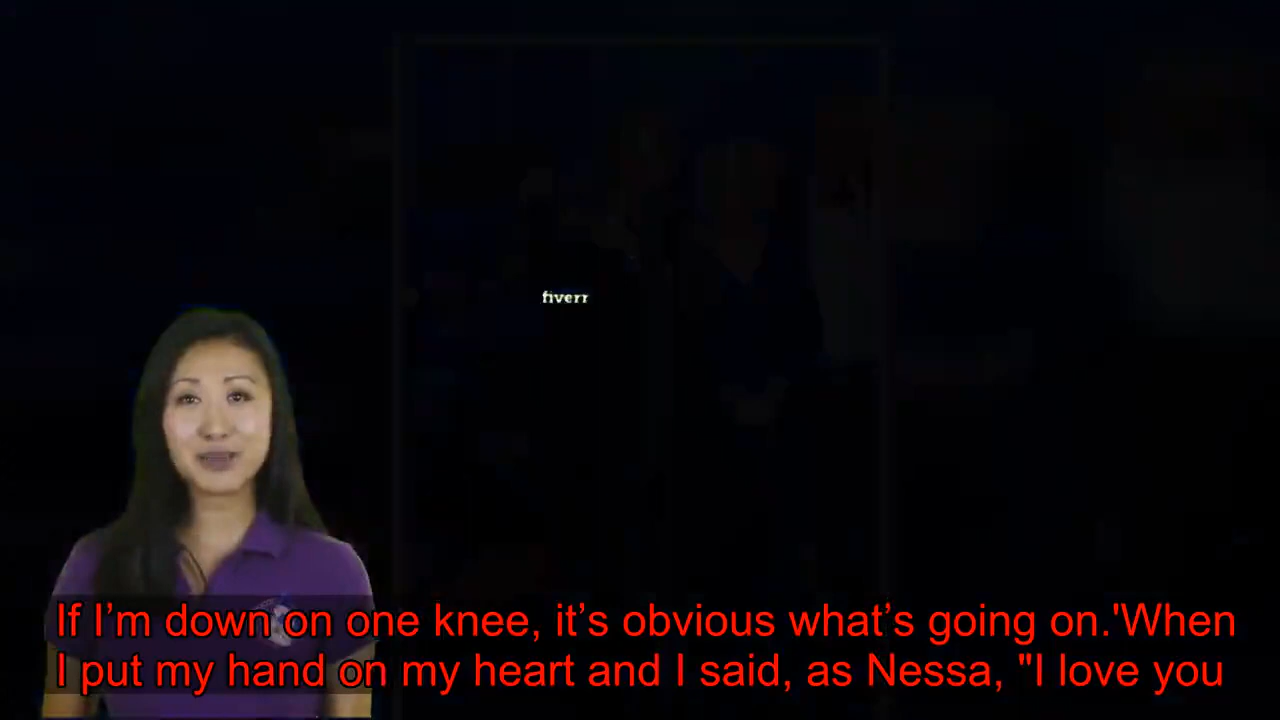 fiverr
If I’m down on one knee, it’s obvious what’s going on.'When
I put my hand on my heart and I said, as Nessa, "I love you